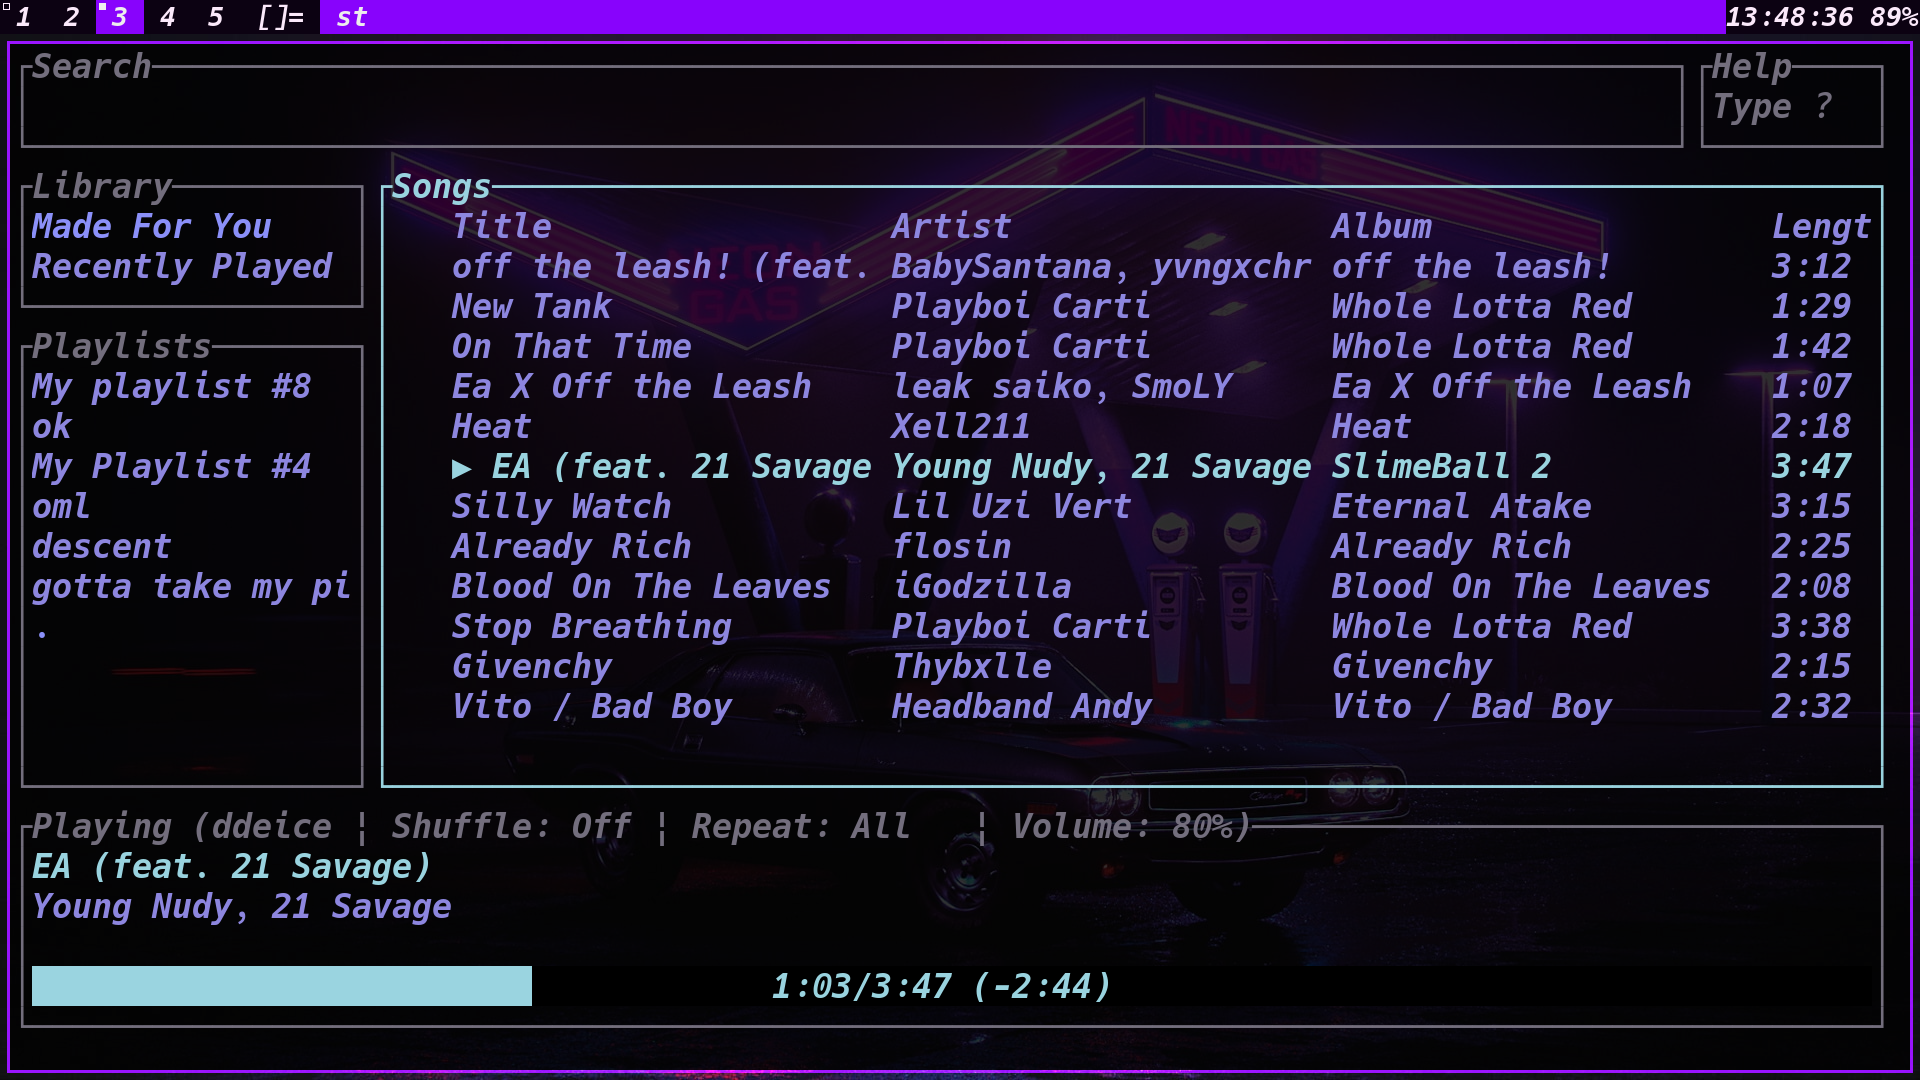 1 2 3 4 5 []= st 13:48:36 89%
Search
Help
Type ?
Library
Made For You
Recently Played
Playlists
My playlist #8
ok
My Playlist #4
oml
descent
gotta take my pi
.
Songs
Title Artist Album Lengt
off the leash! (feat. BabySantana, yvngxchr off the leash! 3:12
New Tank Playboi Carti Whole Lotta Red 1:29
On That Time Playboi Carti Whole Lotta Red 1:42
Ea X Off the Leash leak saiko, SmoLY Ea X Off the Leash 1:07
Heat Xell211 Heat 2:18
▶ EA (feat. 21 Savage Young Nudy, 21 Savage SlimeBall 2 3:47
Silly Watch Lil Uzi Vert Eternal Atake 3:15
Already Rich flosin Already Rich 2:25
Blood On The Leaves iGodzilla Blood On The Leaves 2:08
Stop Breathing Playboi Carti Whole Lotta Red 3:38
Givenchy Thybxlle Givenchy 2:15
Vito / Bad Boy Headband Andy Vito / Bad Boy 2:32
NEON GAS
NEON
GAS
Playing (ddeice ¦ Shuffle: Off ¦ Repeat: All ¦ Volume: 80%)
EA (feat. 21 Savage)
Young Nudy, 21 Savage
1:03/3:47 (-2:44)